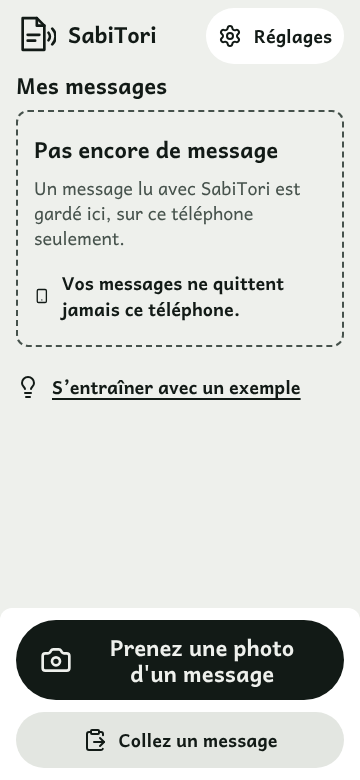 SabiTori
Réglages
Mes messages
Pas encore de message
Un message lu avec SabiTori est
gardé ici, sur ce téléphone
seulement.
Vos messages ne quittent
jamais ce téléphone.
S’entraîner avec un exemple
Prenez une photo
d'un message
Collez un message